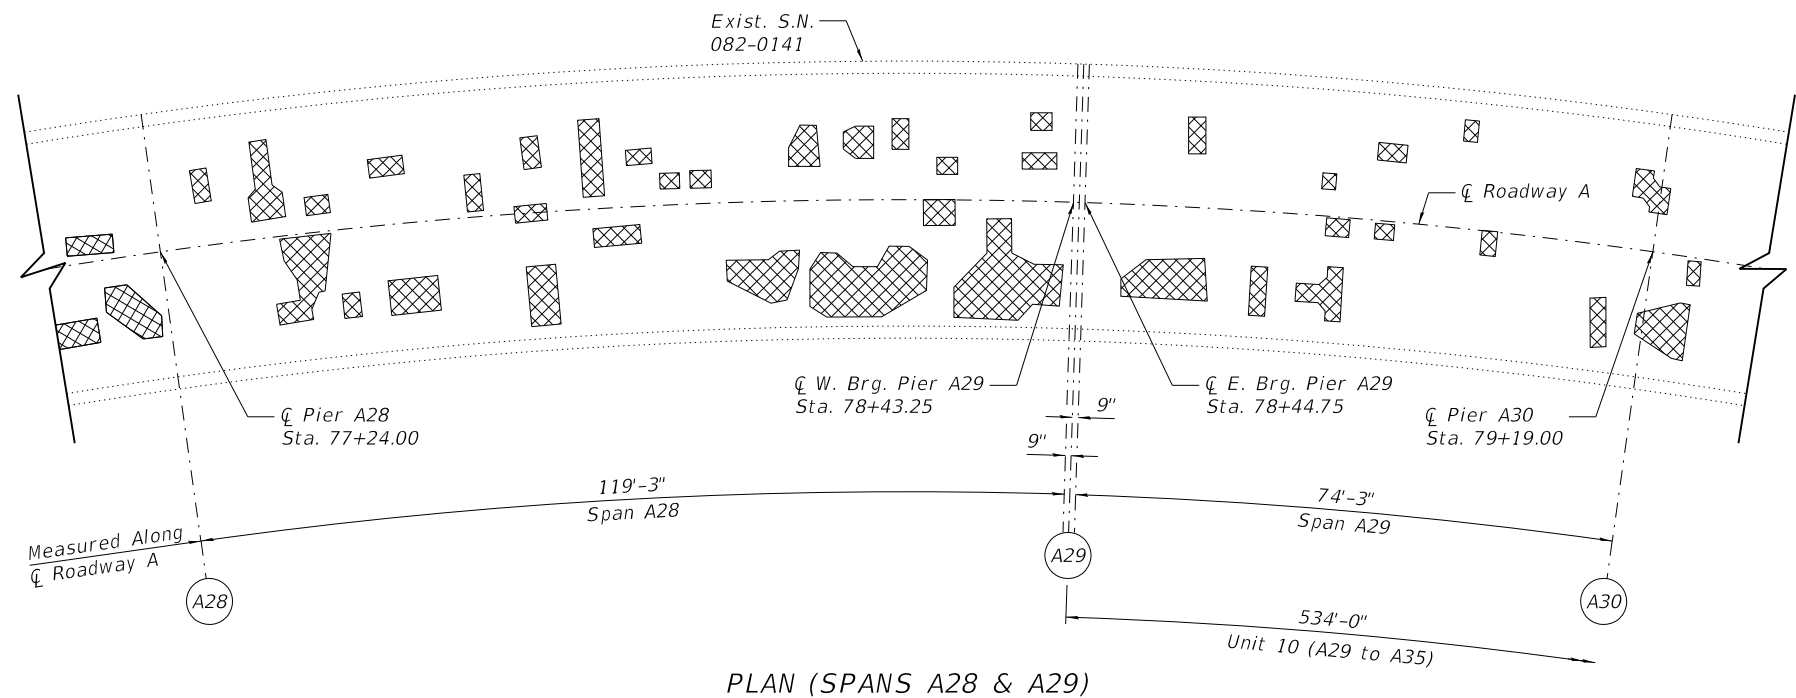 Exist. S.N.
082-0141
℄ Roadway A
℄ W. Brg. Pier A29
Sta. 78+43.25
℄ E. Brg. Pier A29
Sta. 78+44.75
℄ Pier A28
Sta. 77+24.00
℄ Pier A30
Sta. 79+19.00
9"
9"
119'-3"
Span A28
74'-3"
Span A29
Measured Along
℄ Roadway A
A28
A29
A30
534'-0"
Unit 10 (A29 to A35)
PLAN (SPANS A28 & A29)